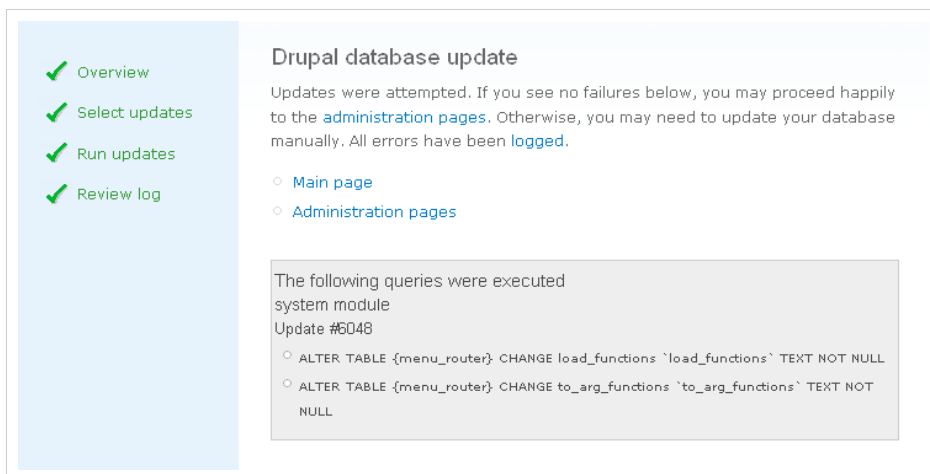 Overview
Select updates
Run updates
Review log
Drupal database update
Updates were attempted. If you see no failures below, you may proceed happily
to the administration pages. Otherwise, you may need to update your database
manually. All errors have been logged.
Main page
Administration pages
The following queries were executed
system module
Update #6048
ALTER TABLE {menu_router} CHANGE load_functions `load_functions` TEXT NOT NULL
ALTER TABLE {menu_router} CHANGE to_arg_functions `to_arg_functions` TEXT NOT
NULL